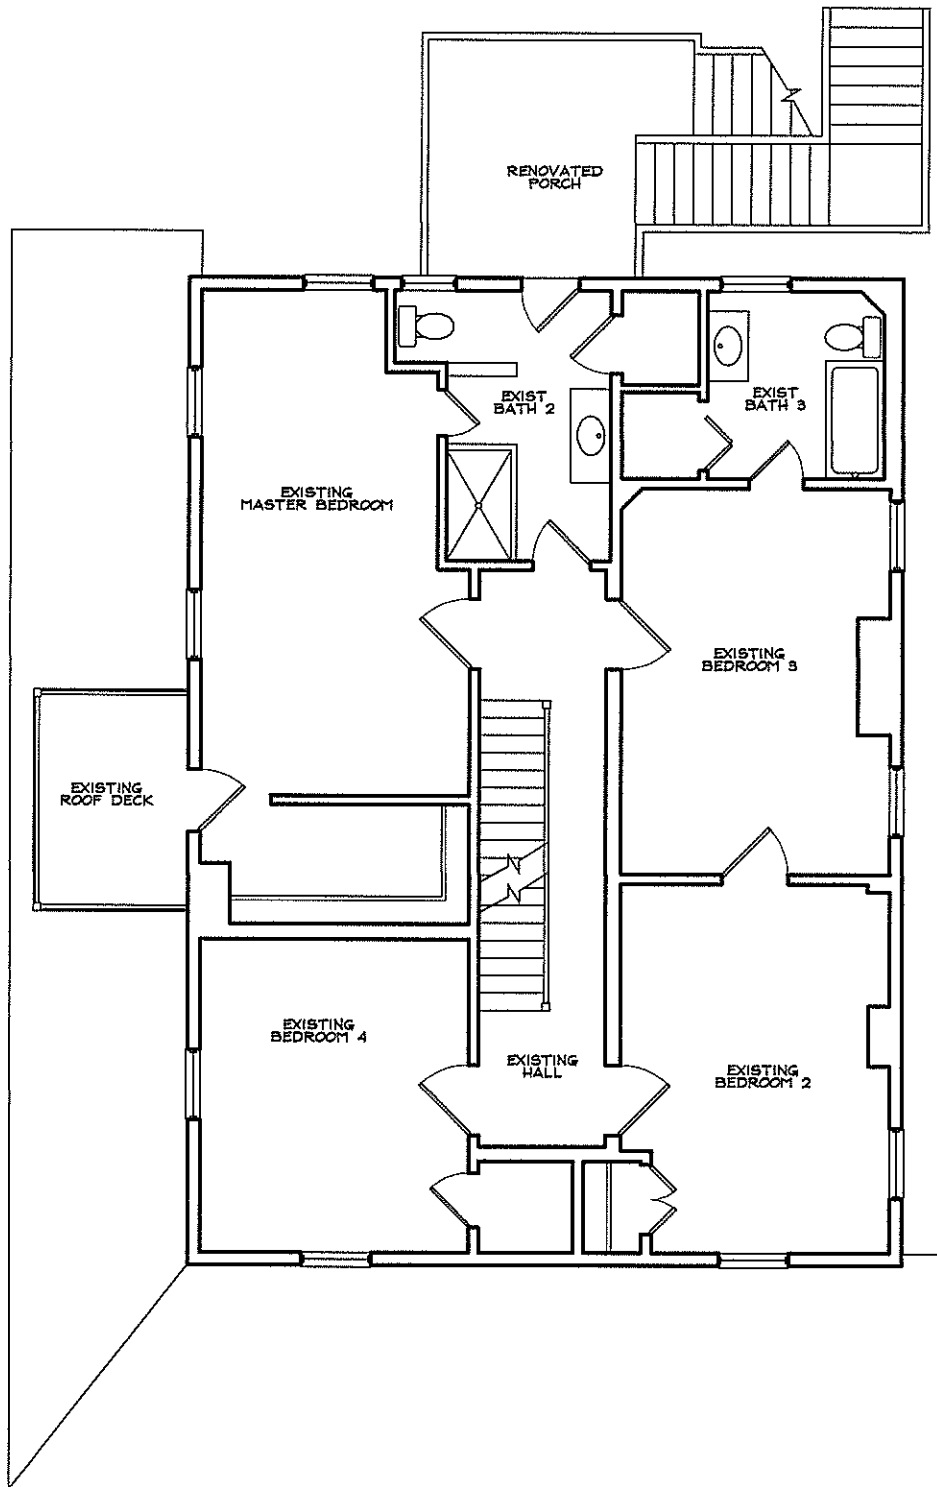 RENOVATED
PORCH
EXIST
BATH 2
EXIST
BATH 3
EXISTING
MASTER BEDROOM
EXISTING
BEDROOM 3
EXISTING
ROOF DECK
EXISTING
BEDROOM 4
EXISTING
HALL
EXISTING
BEDROOM 2